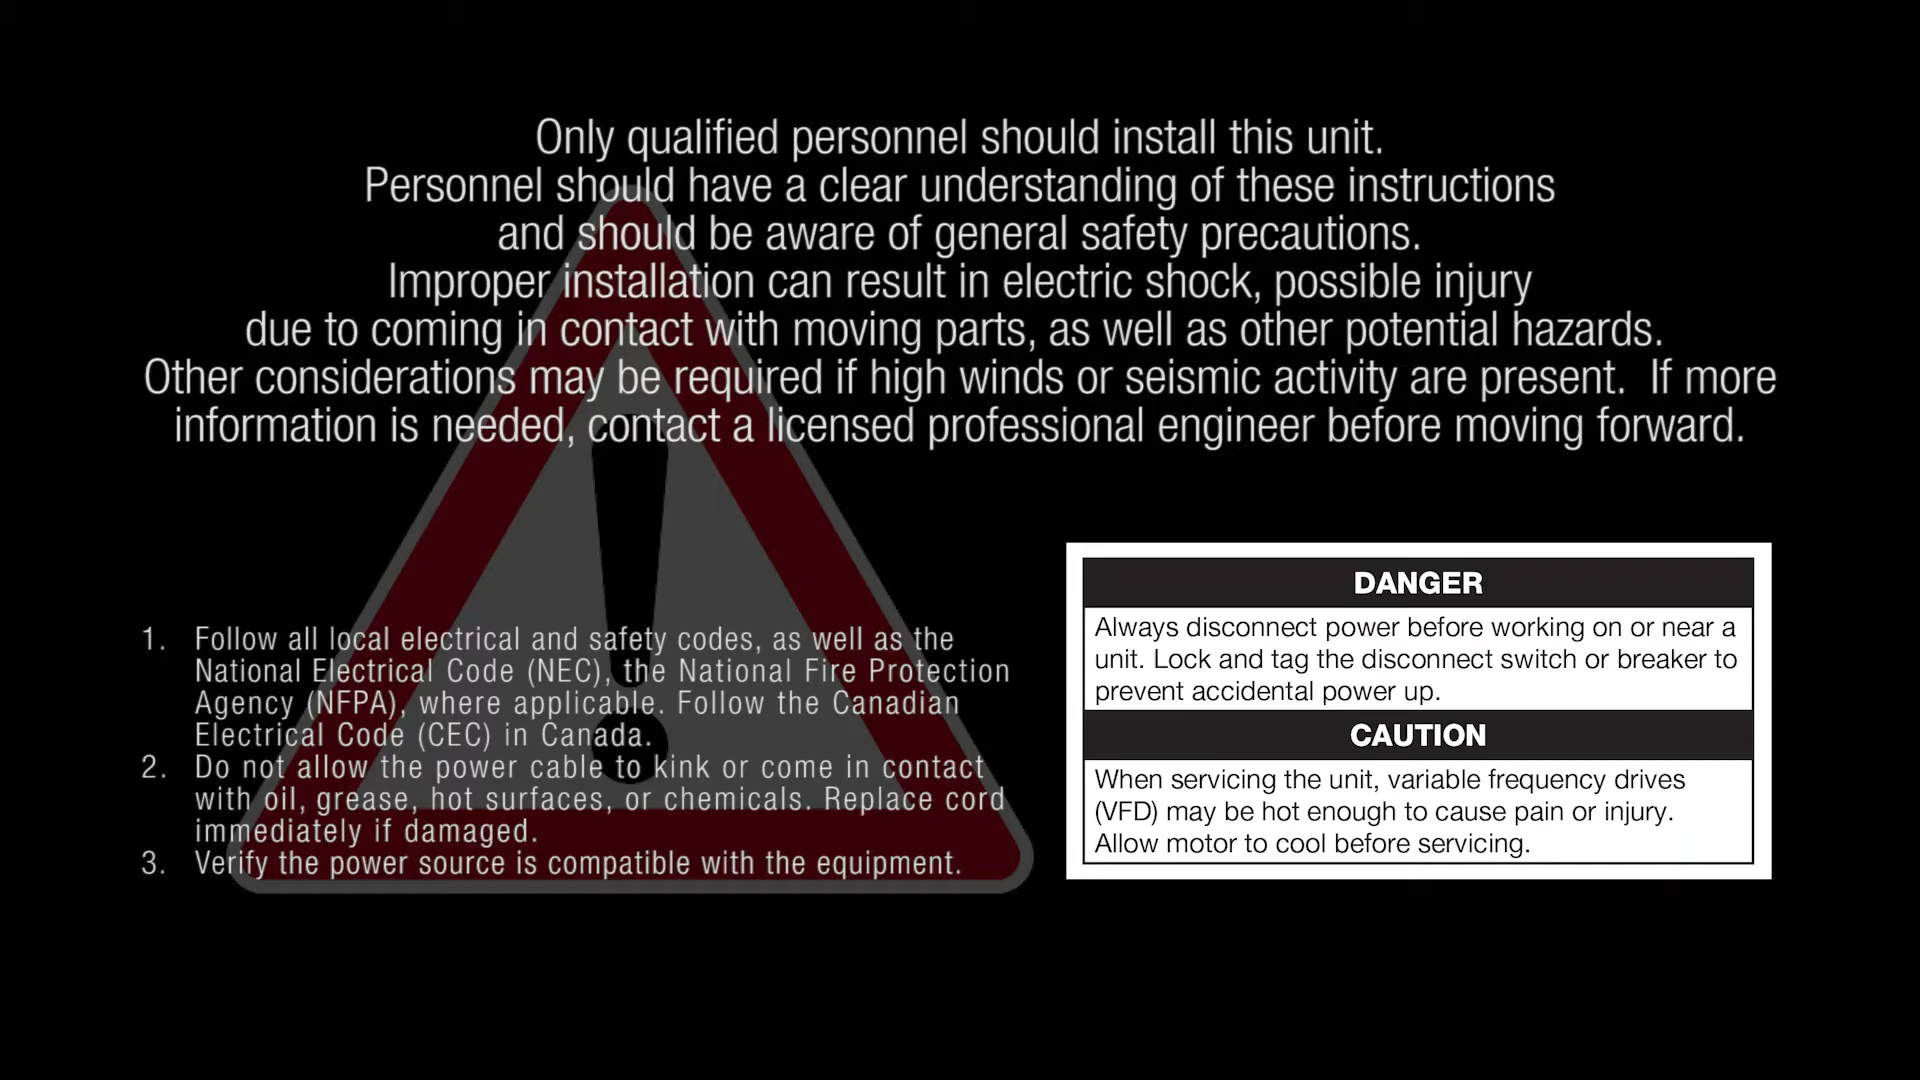 Only qualified personnel should install this unit.
Personnel should have a clear understanding of these instructions
and should be aware of general safety precautions.
Improper installation can result in electric shock, possible injury
due to coming in contact with moving parts, as well as other potential hazards.
Other considerations may be required if high winds or seismic activity are present.  If more
information is needed, contact a licensed professional engineer before moving forward.
1. Follow all local electrical and safety codes, as well as the
National Electrical Code (NEC), the National Fire Protection
Agency (NFPA), where applicable. Follow the Canadian
Electrical Code (CEC) in Canada.
2. Do not allow the power cable to kink or come in contact
with oil, grease, hot surfaces, or chemicals. Replace cord
immediately if damaged.
3. Verify the power source is compatible with the equipment.
DANGER
Always disconnect power before working on or near a
unit. Lock and tag the disconnect switch or breaker to
prevent accidental power up.
CAUTION
When servicing the unit, variable frequency drives
(VFD) may be hot enough to cause pain or injury.
Allow motor to cool before servicing.